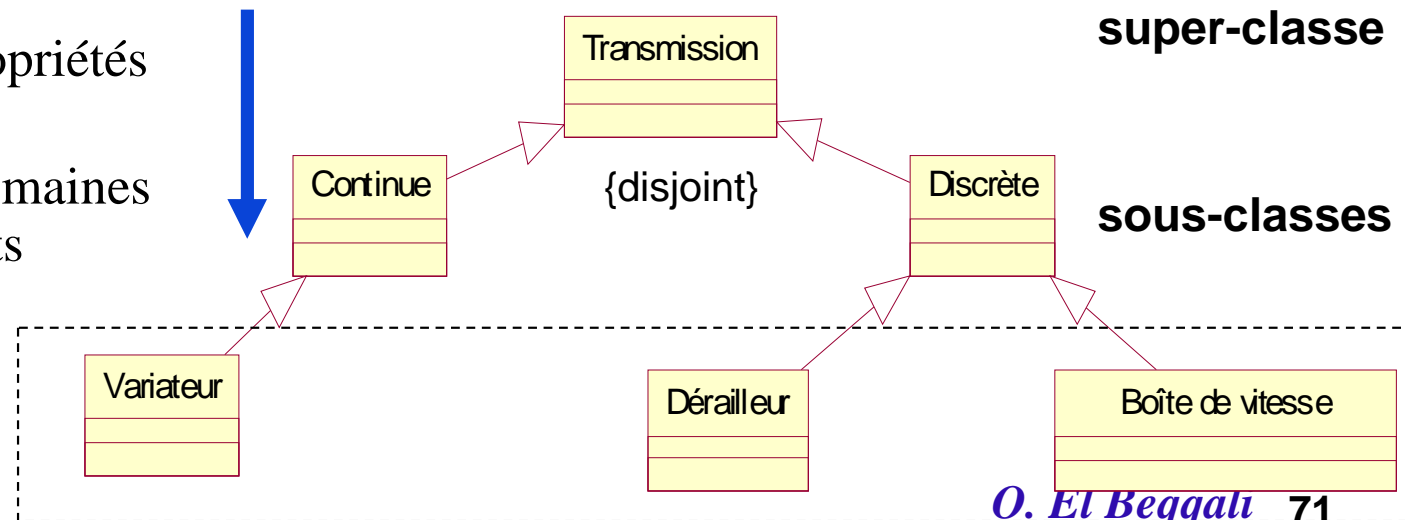 opriétés
Transmission
super-classe
maines
ts
Continue
{disjoint}
Discrète
sous-classes
Variateur
Dérailleur
Boîte de vitesse
O. El Beggali 71